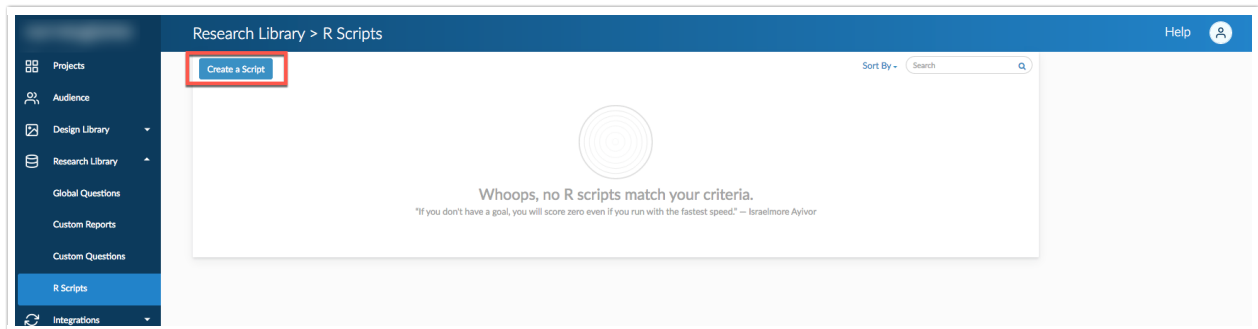 Research Library > R Scripts
Help
Projects
Audience
Design Library
Research Library
Global Questions
Custom Reports
Custom Questions
R Scripts
Integrations
Create a Script
Sort By
Search
Whoops, no R scripts match your criteria.
"If you don't have a goal, you will score zero even if you run with the fastest speed." — Israelmore Ayivor